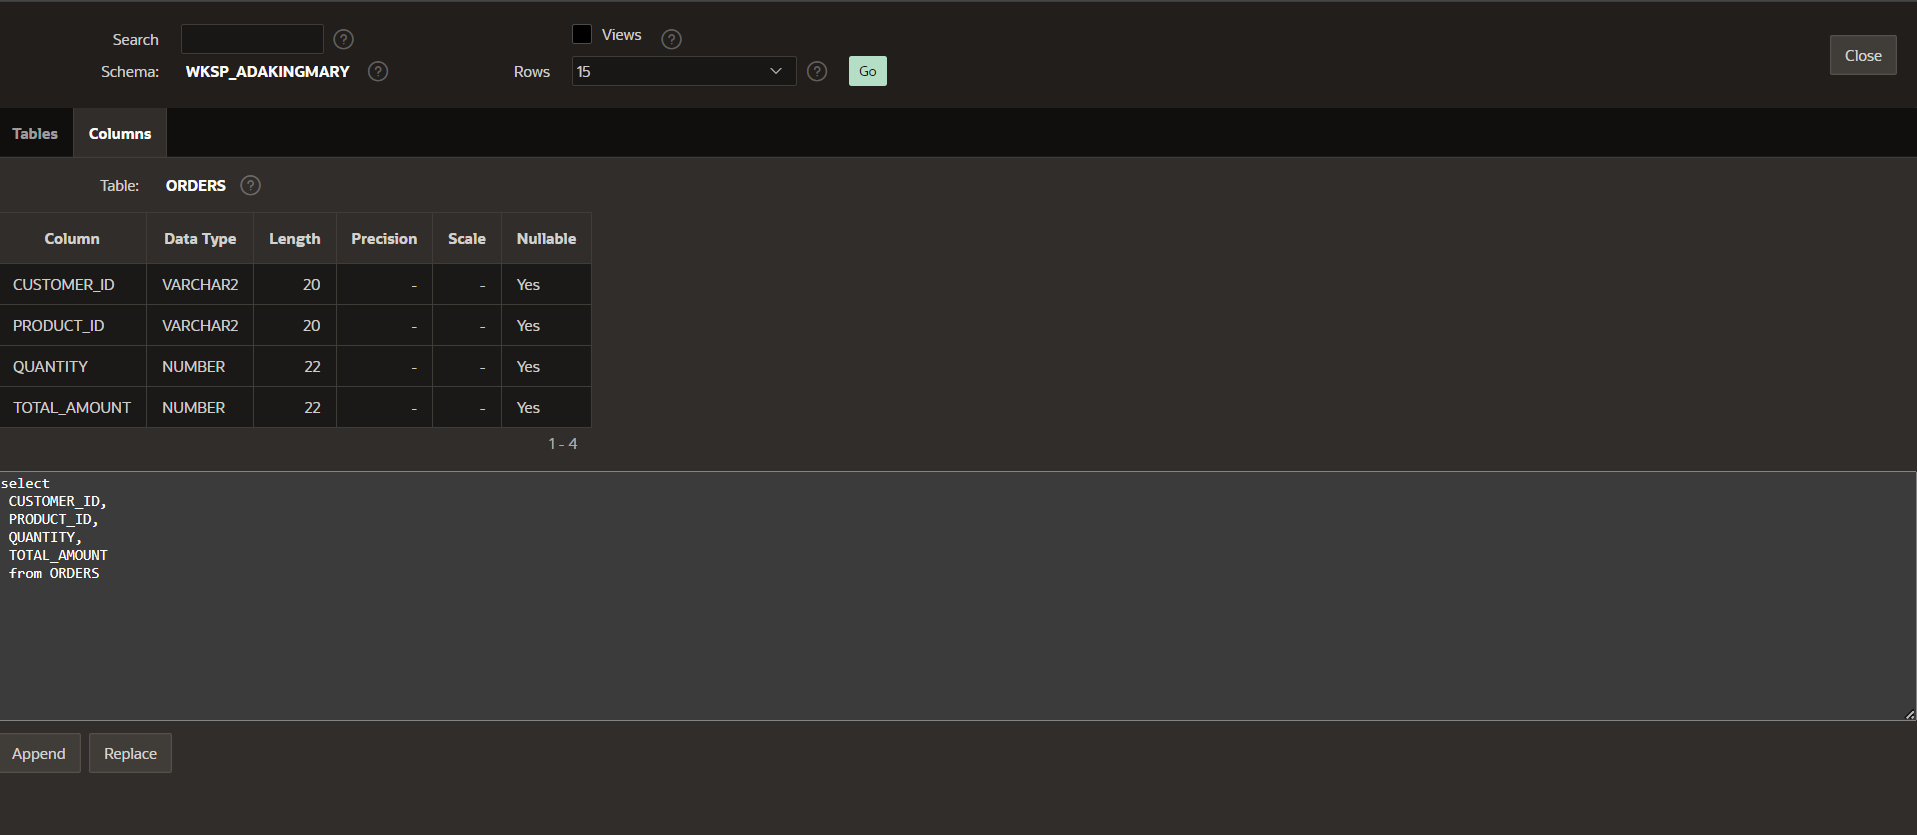 Search ? Views ?
Schema: WKSP_ADAKINGMARY ? Rows 15 ? Go Close
Tables Columns
Table: ORDERS ?
Column Data Type Length Precision Scale Nullable
CUSTOMER_ID VARCHAR2 20 - - Yes
PRODUCT_ID VARCHAR2 20 - - Yes
QUANTITY NUMBER 22 - - Yes
TOTAL_AMOUNT NUMBER 22 - - Yes
1 - 4
select
CUSTOMER_ID,
PRODUCT_ID,
QUANTITY,
TOTAL_AMOUNT
from ORDERS
Append Replace